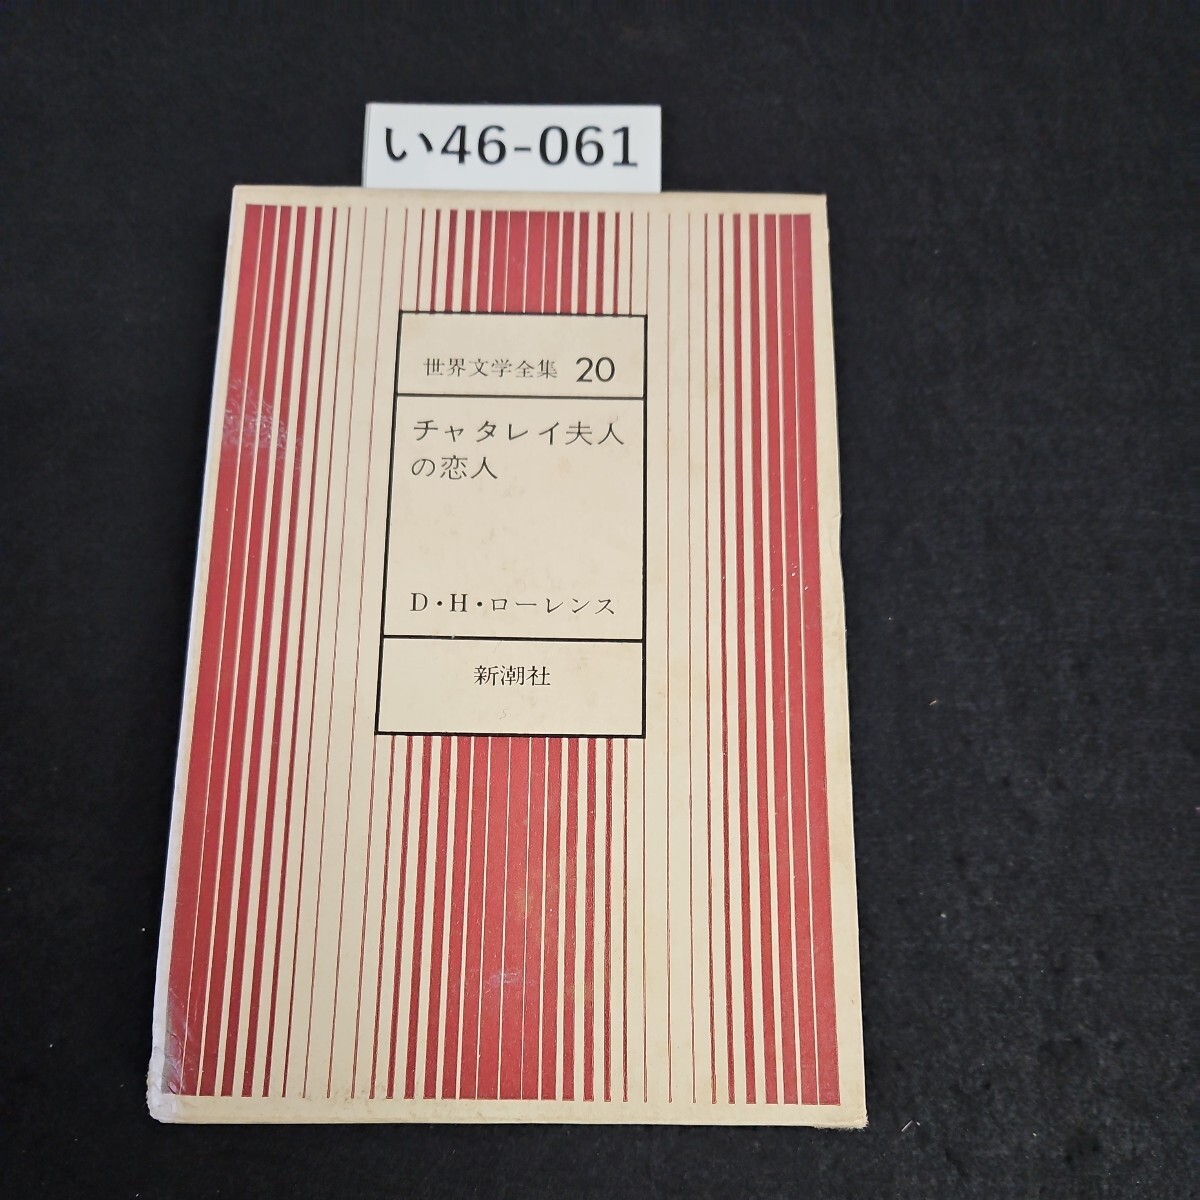 い46-061
世界文学全集 20
チャタレイ夫人
の恋人
D・H・ローレンス
新潮社